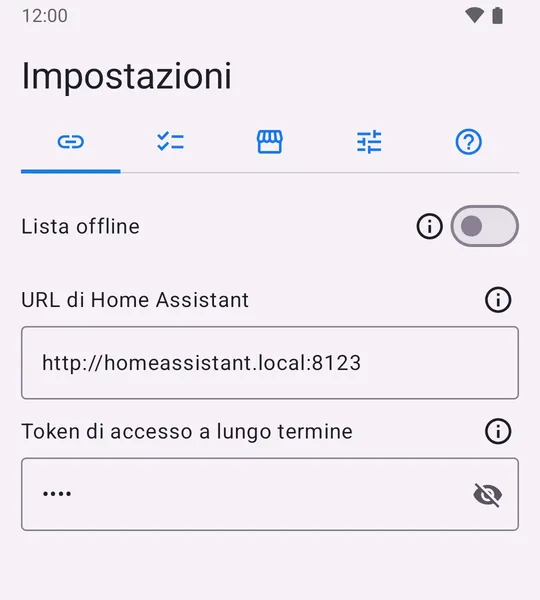 12:00
Impostazioni
Lista offline
URL di Home Assistant
http://homeassistant.local:8123
Token di accesso a lungo termine
••••